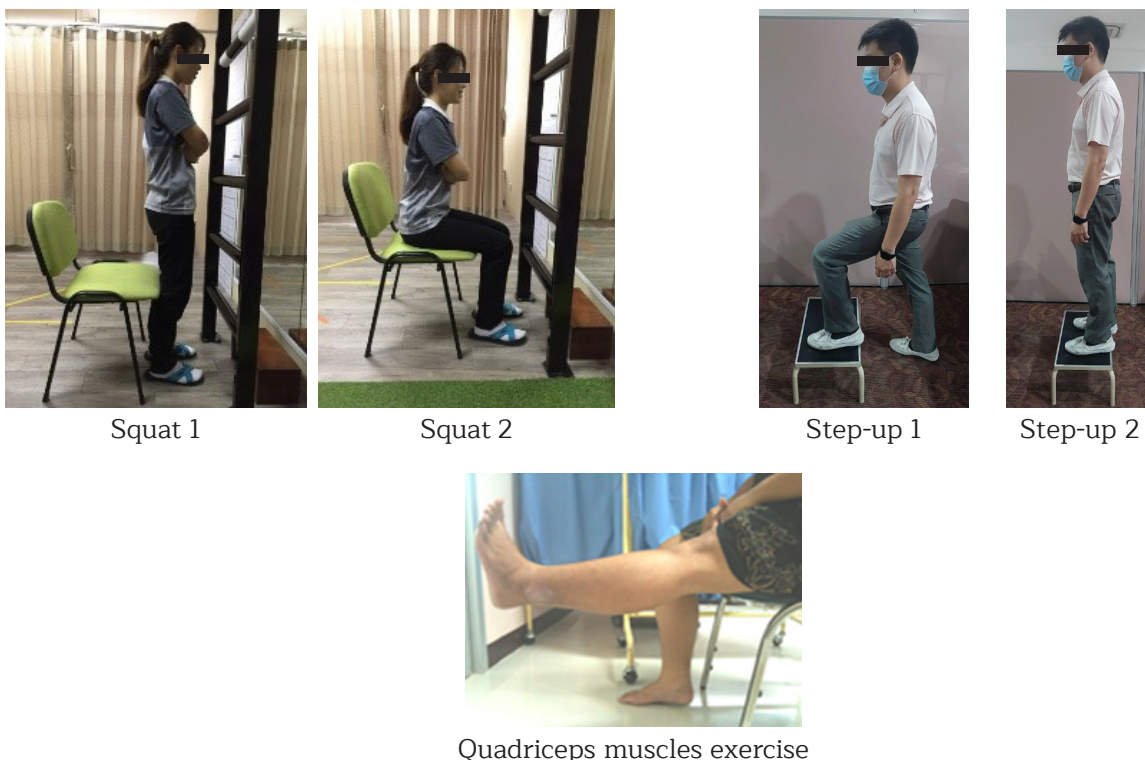 Squat 1
Squat 2
Step-up 1
Step-up 2
Quadriceps muscles exercise